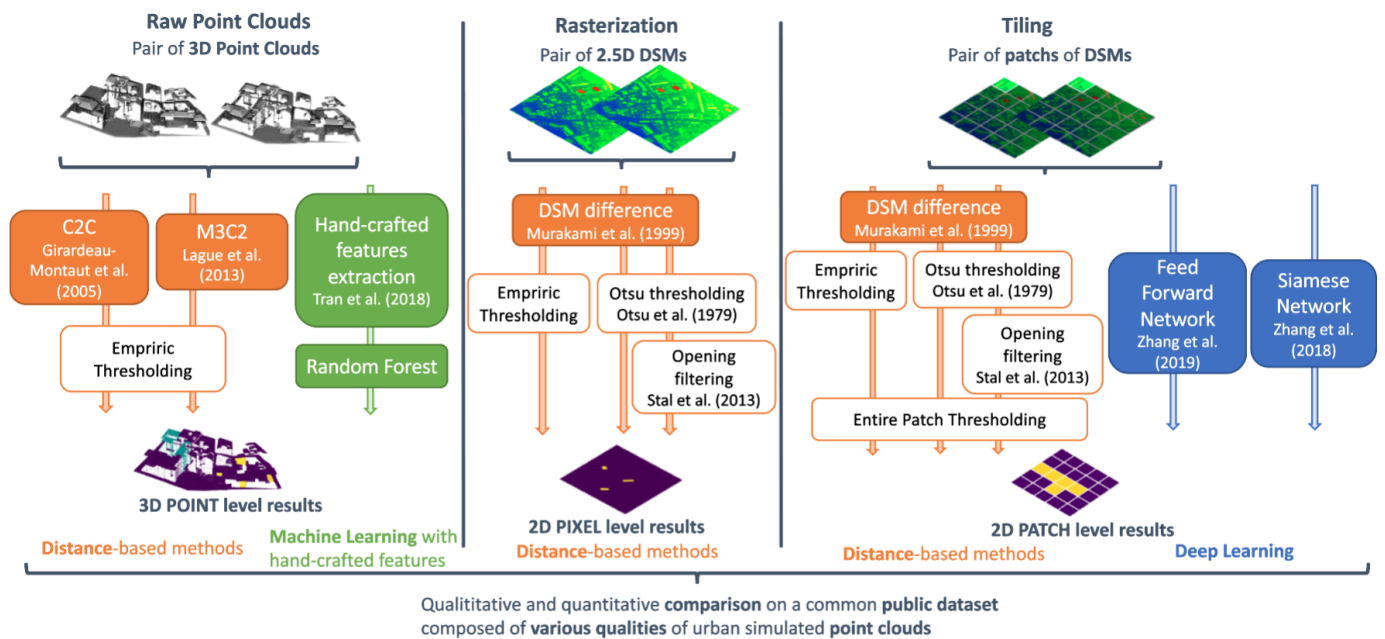 Raw Point Clouds
Pair of 3D Point Clouds
C2C
Girardeau-
Montaut et al.
(2005)
M3C2
Lague et al.
(2013)
Hand-crafted
features
extraction
Tran et al. (2018)
Empriric
Thresholding
Random Forest
3D POINT level results
Distance-based methods
Machine Learning with
hand-crafted features
Rasterization
Pair of 2.5D DSMs
DSM difference
Murakami et al. (1999)
Empriric
Thresholding
Otsu thresholding
Otsu et al. (1979)
Opening
filtering
Stal et al. (2013)
2D PIXEL level results
Distance-based methods
Tiling
Pair of patchs of DSMs
DSM difference
Murakami et al. (1999)
Empriric
Thresholding
Otsu thresholding
Otsu et al. (1979)
Opening
filtering
Stal et al. (2013)
Entire Patch Thresholding
Feed
Forward
Network
Zhang et al.
(2019)
Siamese
Network
Zhang et al.
(2018)
2D PATCH level results
Distance-based methods
Deep Learning
Qualititative and quantitative comparison on a common public dataset
composed of various qualities of urban simulated point clouds